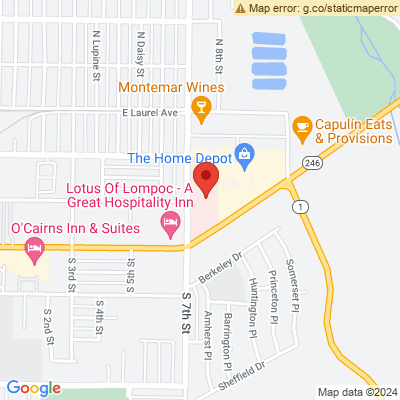 Map error: g.co/staticmaperror
N Lupine St
N Daisy St
N 8th St
Montemar Wines
E Laurel Ave
Capulin Eats
& Provisions
The Home Depot
246
Lotus Of Lompoc - A
Great Hospitality Inn
1
O'Cairns Inn & Suites
S 3rd St
S 5th St
Berkeley Dr
S 2nd St
S 4th St
S 7th St
Amherst Pl
Barrington Pl
Huntington Pl
Princeton Pl
Somerset Pl
Sheffield Dr
Google
Map data ©2024